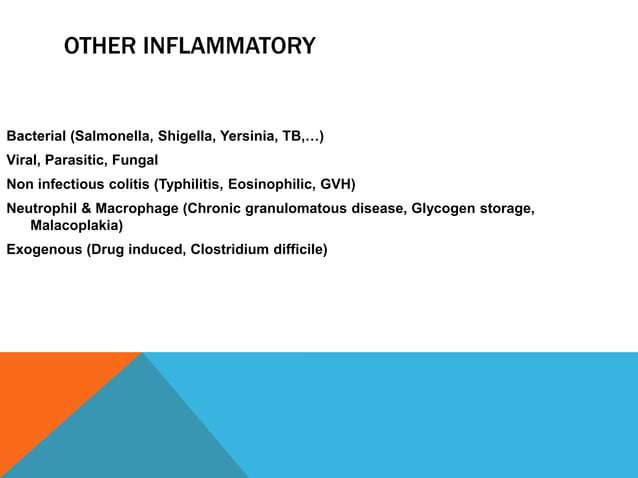 OTHER INFLAMMATORY
Bacterial (Salmonella, Shigella, Yersinia, TB,…)
Viral, Parasitic, Fungal
Non infectious colitis (Typhilitis, Eosinophilic, GVH)
Neutrophil & Macrophage (Chronic granulomatous disease, Glycogen storage,
Malacoplakia)
Exogenous (Drug induced, Clostridium difficile)